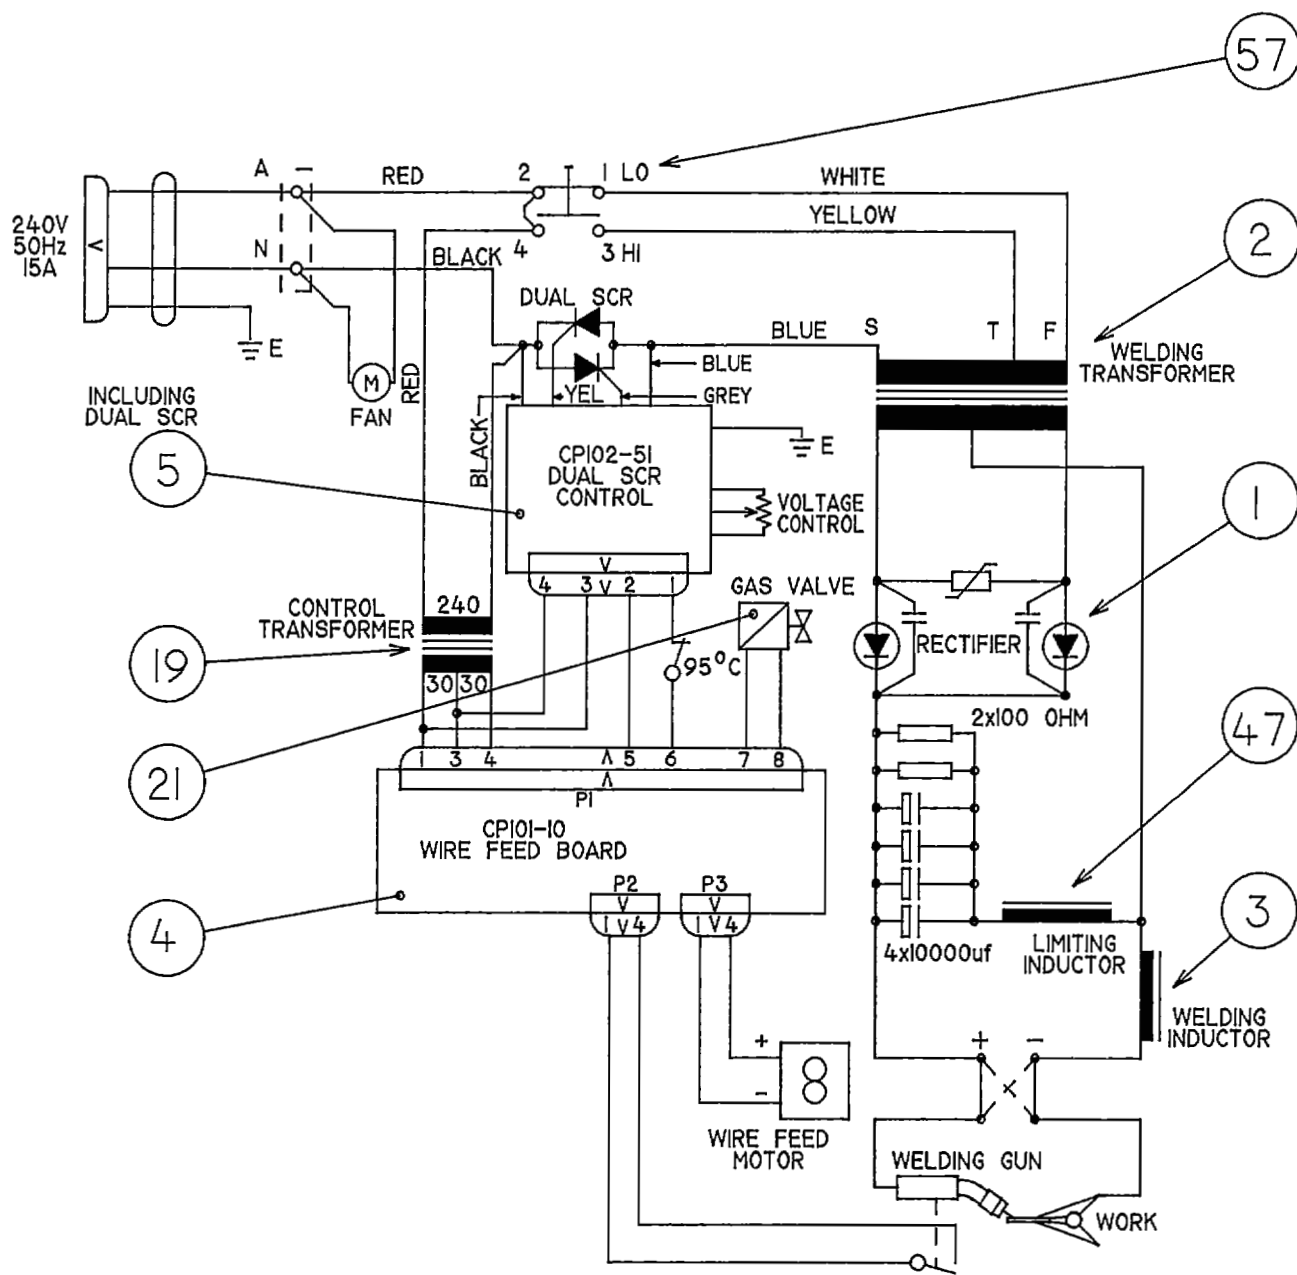 57
A
RED
2
1 LO
WHITE
YELLOW
240V
50Hz
15A
N
BLACK
4
3 HI
2
E
DUAL SCR
BLUE
S
T
F
WELDING
TRANSFORMER
M
FAN
RED
BLUE
YEL
GREY
INCLUDING
DUAL SCR
BLACK
5
CP102-51
DUAL SCR
CONTROL
E
VOLTAGE
CONTROL
1
4 3 V 2 1
GAS VALVE
CONTROL
TRANSFORMER
240
19
95°C
RECTIFIER
30 30
2x100 OHM
47
21
1 3 4 5 6 7 8
P1
CP101-10
WIRE FEED BOARD
4
P2
P3
1 V 4
1 V 4
3
4x10000uf
LIMITING
INDUCTOR
WELDING
INDUCTOR
+ -
+
-
WIRE FEED
MOTOR
WELDING GUN
WORK